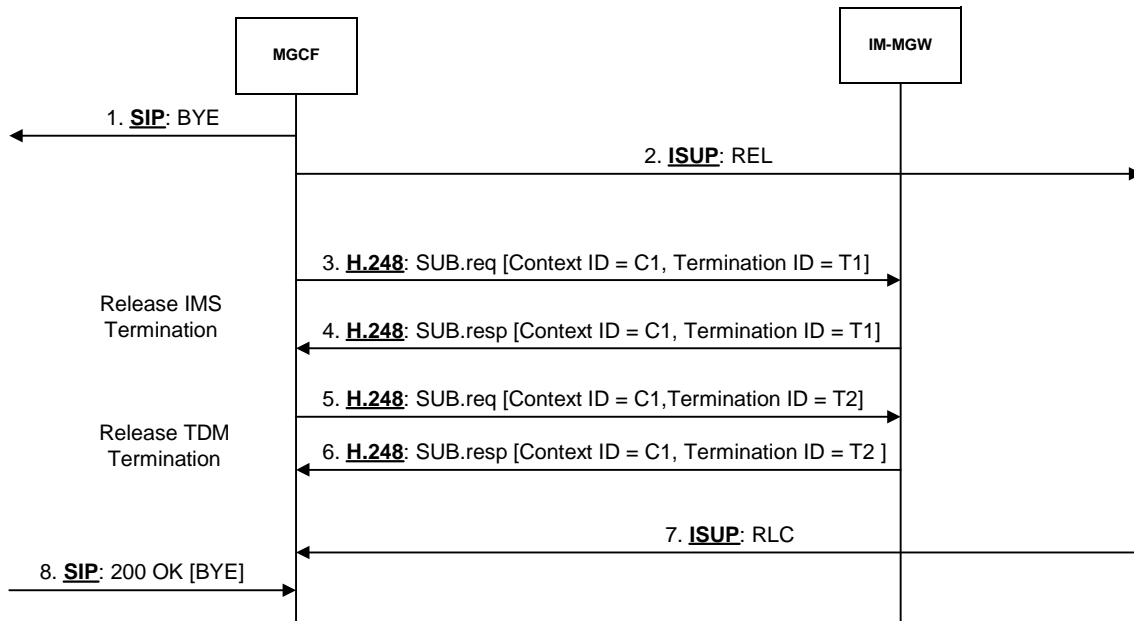 MGCF
IM-MGW
1. SIP: BYE
2. ISUP: REL
3. H.248: SUB.req [Context ID = C1, Termination ID = T1]
Release IMS
Termination
4. H.248: SUB.resp [Context ID = C1, Termination ID = T1]
5. H.248: SUB.req [Context ID = C1,Termination ID = T2]
Release TDM
Termination
6. H.248: SUB.resp [Context ID = C1, Termination ID = T2 ]
7. ISUP: RLC
8. SIP: 200 OK [BYE]